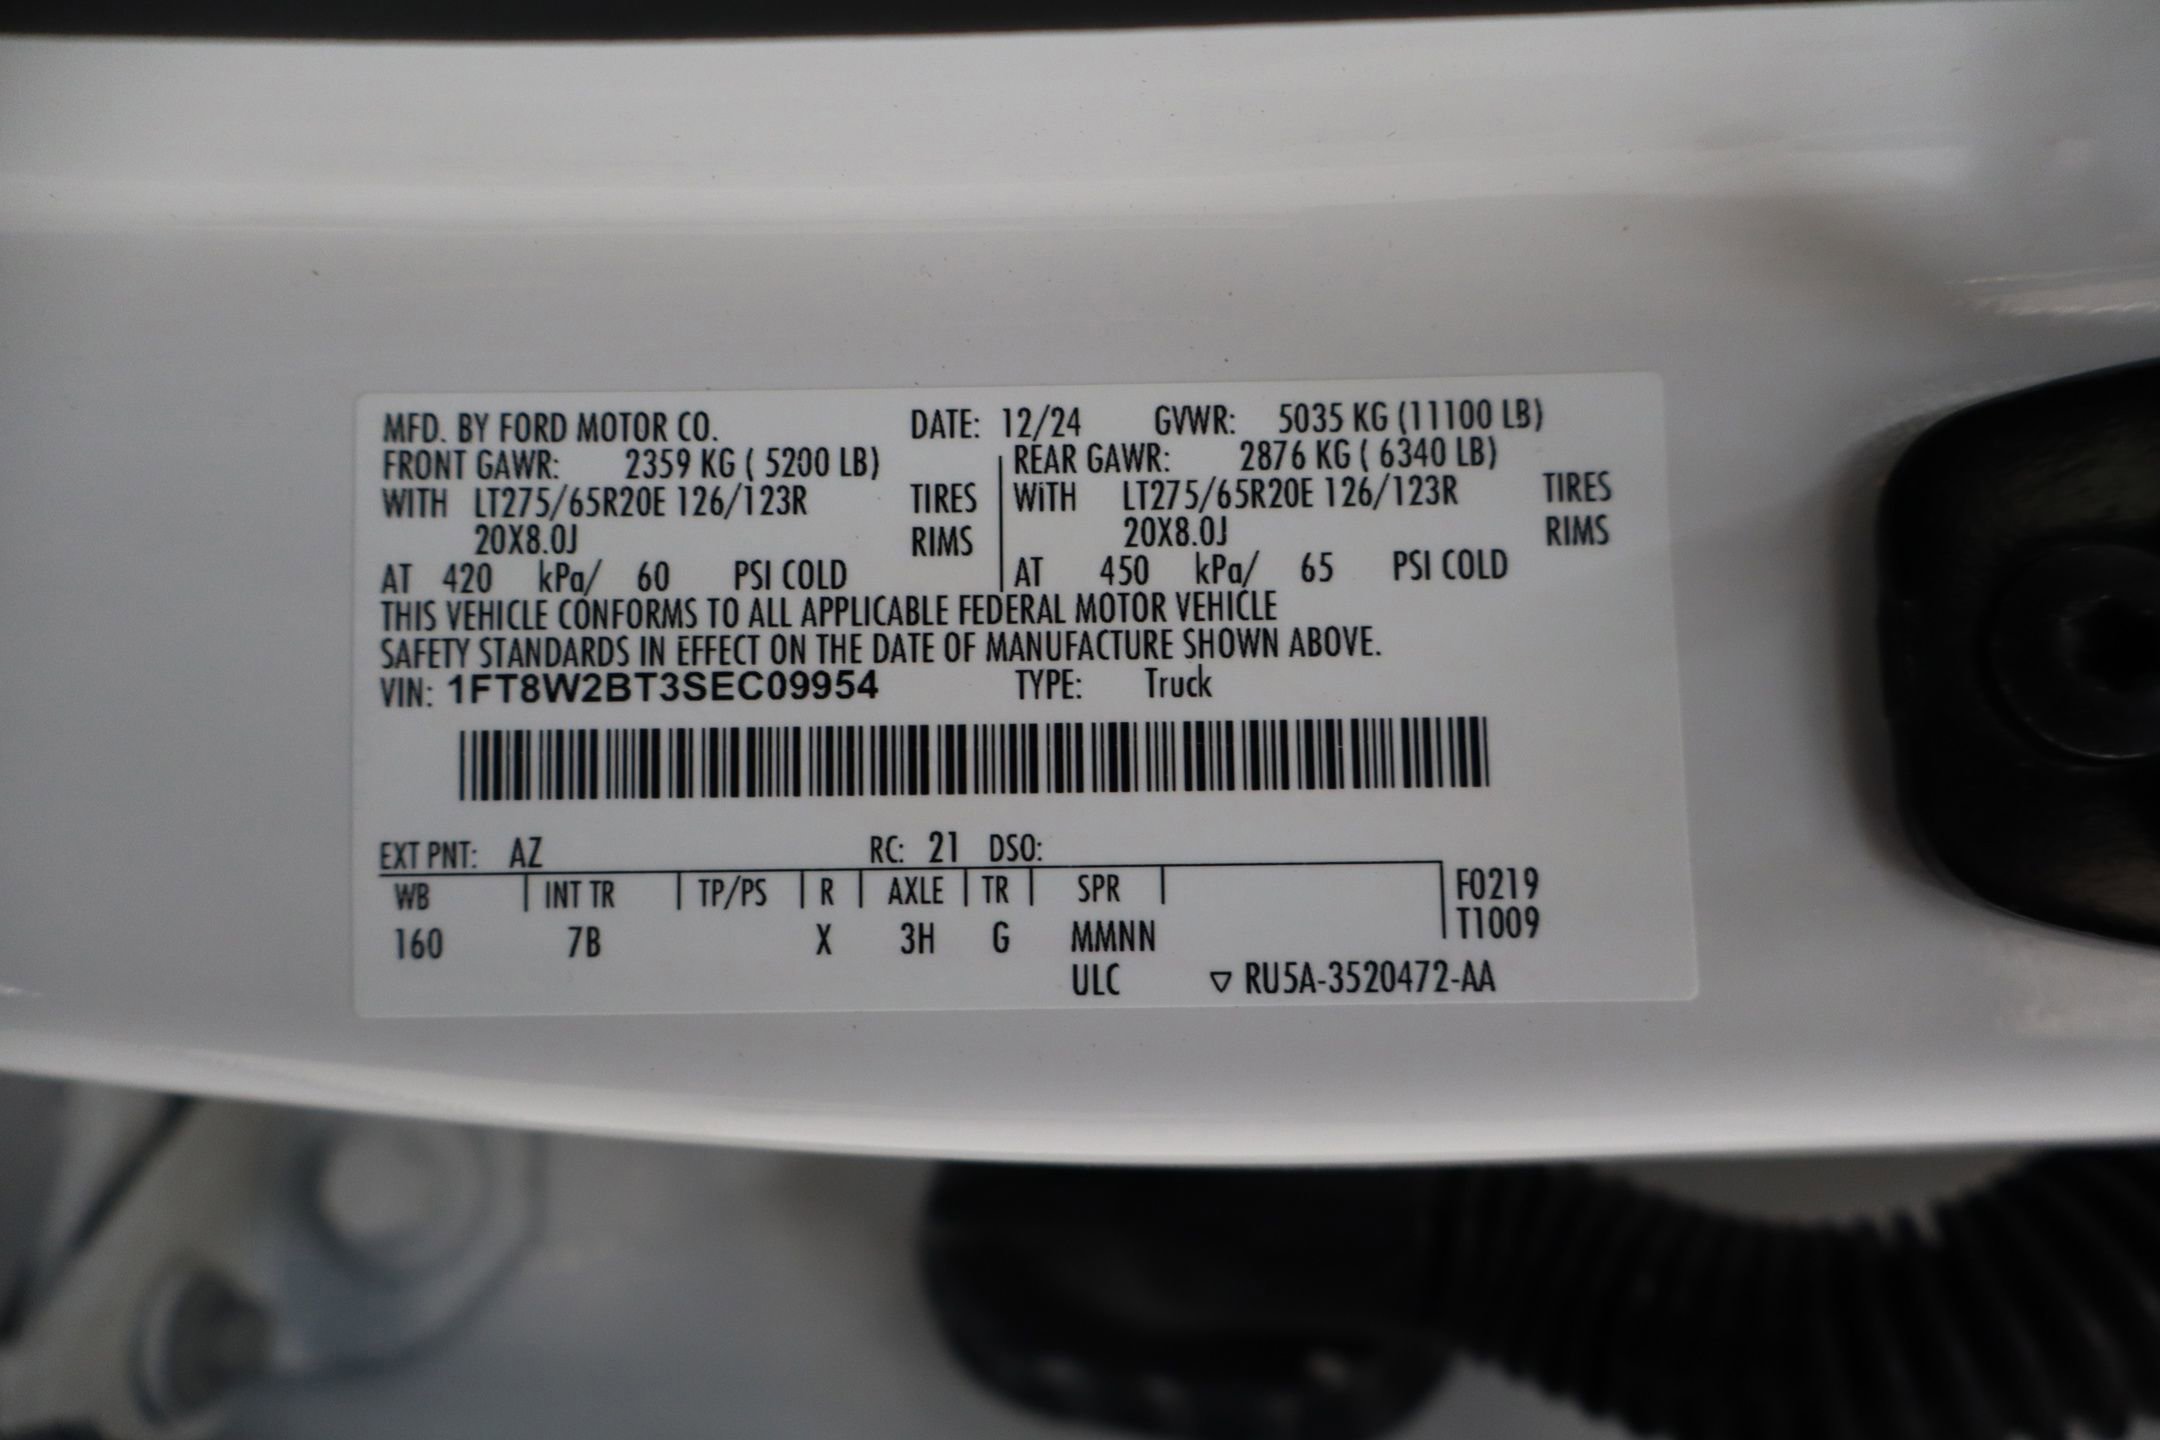 MFD. BY FORD MOTOR CO. DATE: 12/24 GVWR: 5035 KG (11100 LB)
FRONT GAWR: 2359 KG ( 5200 LB) REAR GAWR: 2876 KG ( 6340 LB)
WITH LT275/65R20E 126/123R TIRES WiTH LT275/65R20E 126/123R TIRES
20X8.0J RIMS 20X8.0J RIMS
AT 420 kPa/ 60 PSI COLD AT 450 kPa/ 65 PSI COLD
THIS VEHICLE CONFORMS TO ALL APPLICABLE FEDERAL MOTOR VEHICLE
SAFETY STANDARDS IN EFFECT ON THE DATE OF MANUFACTURE SHOWN ABOVE.
VIN: 1FT8W2BT3SEC09954 TYPE: Truck
EXT PNT: AZ RC: 21 DSO:
WB INT TR TP/PS R AXLE TR SPR F0219
160 7B X 3H G MMNN T1009
ULC ▽ RU5A-3520472-AA